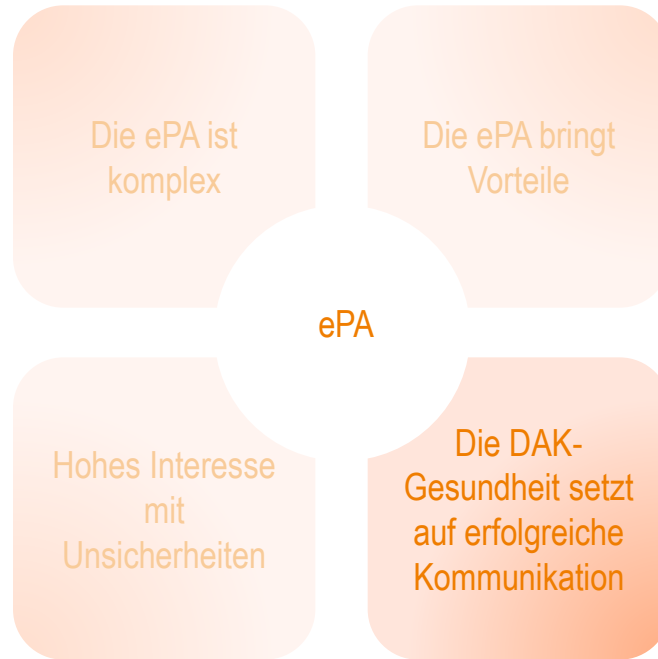 Die ePA ist
komplex
Die ePA bringt
Vorteile
ePA
Hohes Interesse
mit
Unsicherheiten
Die DAK-
Gesundheit setzt
auf erfolgreiche
Kommunikation